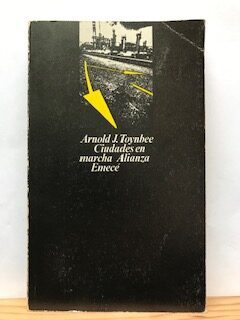 Arnold J. Toynbee
Ciudades en
marcha Alianza
Emecé